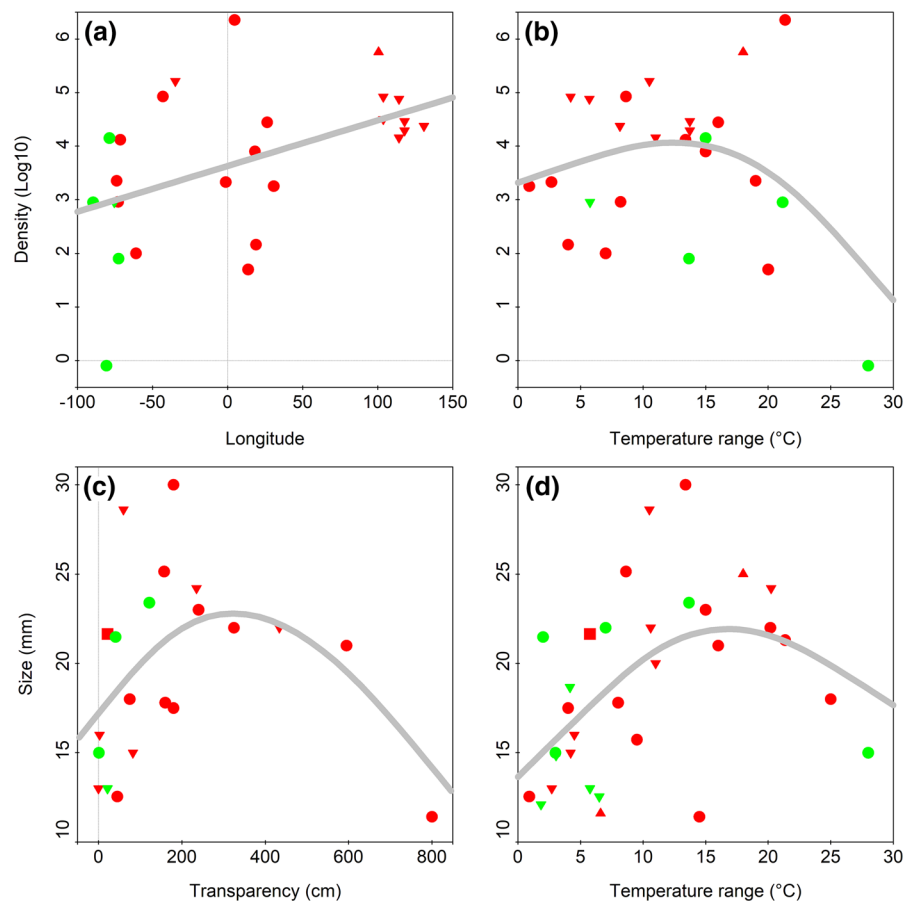 (a)
Density (Log10)
0 1 2 3 4 5 6
-100 -50 0 50 100 150
Longitude
(b)
0 1 2 3 4 5 6
0 5 10 15 20 25 30
Temperature range (°C)
(c)
Size (mm)
10 15 20 25 30
0 200 400 600 800
Transparency (cm)
(d)
10 15 20 25 30
0 5 10 15 20 25 30
Temperature range (°C)